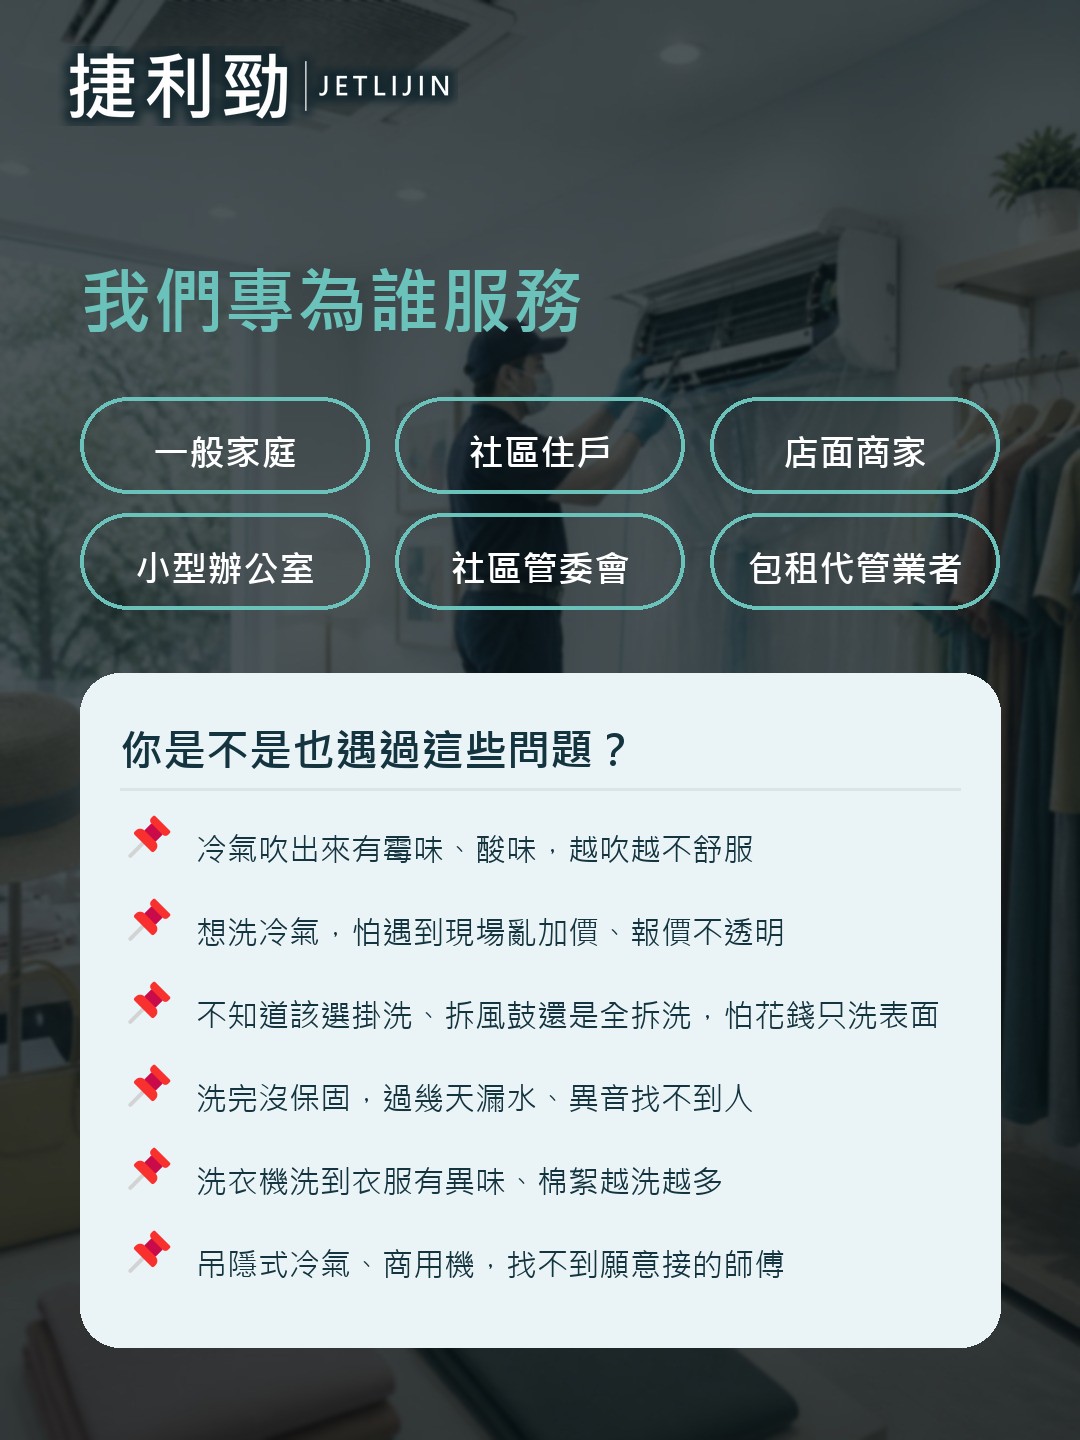 捷利勁 | JETLIJIN
我們專為誰服務
一般家庭
社區住戶
店面商家
小型辦公室
社區管委會
包租代管業者
你是不是也遇過這些問題？
冷氣吹出來有霉味、酸味，越吹越不舒服
想洗冷氣，怕遇到現場亂加價、報價不透明
不知道該選掛洗、拆風鼓還是全拆洗，怕花錢只洗表面
洗完沒保固，過幾天漏水、異音找不到人
洗衣機洗到衣服有異味、棉絮越洗越多
吊隱式冷氣、商用機，找不到願意接的師傅